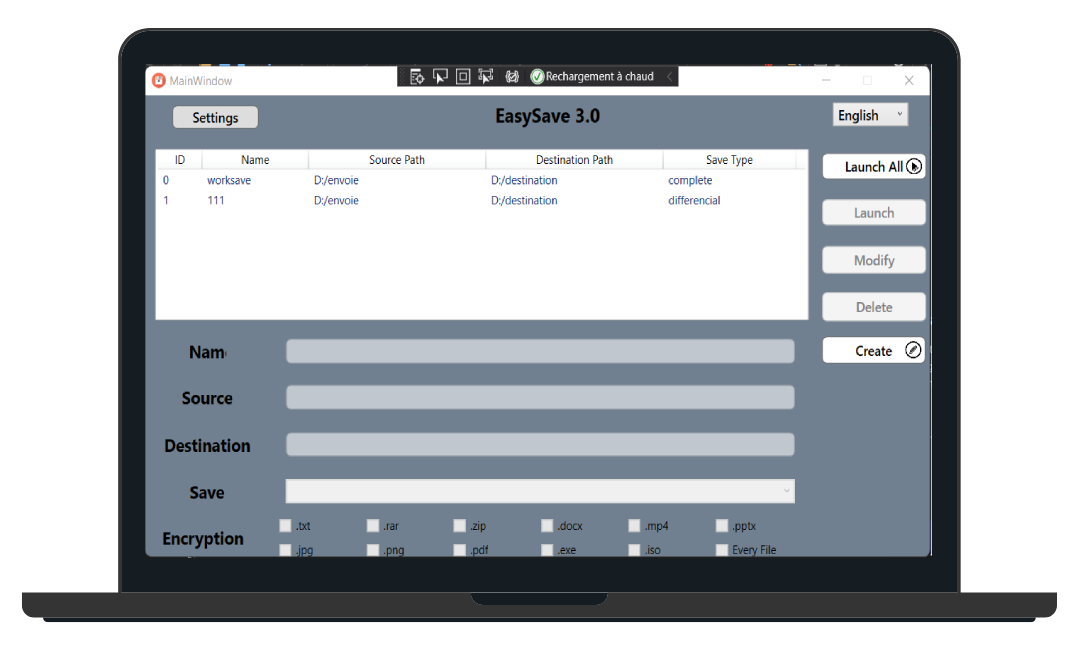 MainWindow
Rechargement à chaud
Settings
EasySave 3.0
English
ID Name Source Path Destination Path Save Type
0 worksave D:/envoie D:/destination complete
1 111 D:/envoie D:/destination differencial
Launch All
Launch
Modify
Delete
Create
Nam
Source
Destination
Save
Encryption
.txt .rar .zip .docx .mp4 .pptx
.jpg .png .pdf .exe .iso Every File